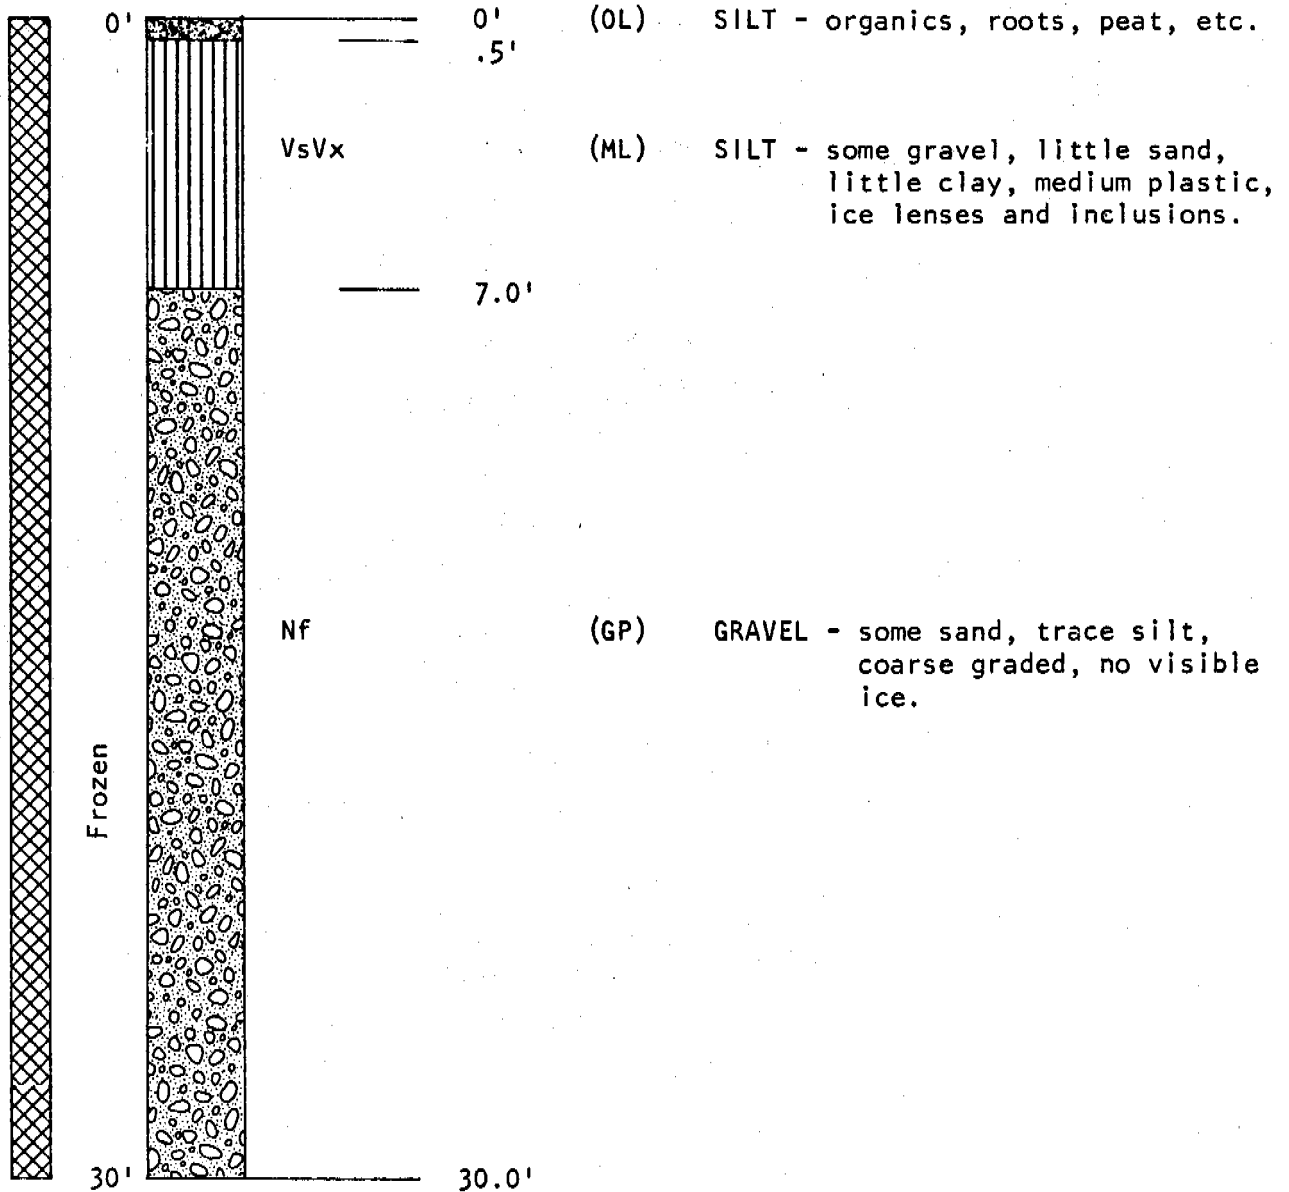 0' 0' (OL) SILT - organics, roots, peat, etc.
.5'
VsVx (ML) SILT - some gravel, little sand,
little clay, medium plastic,
ice lenses and inclusions.
7.0'
Nf (GP) GRAVEL - some sand, trace silt,
coarse graded, no visible
ice.
Frozen
30' 30.0'